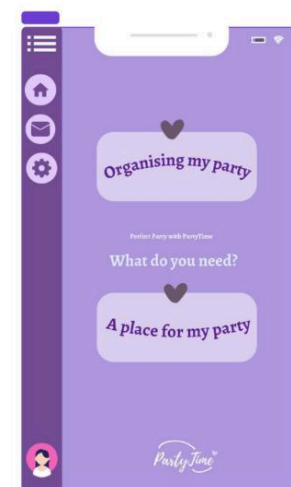 Organising my party
Perfect Party with PartyTime
What do you need?
A place for my party
PartyTime